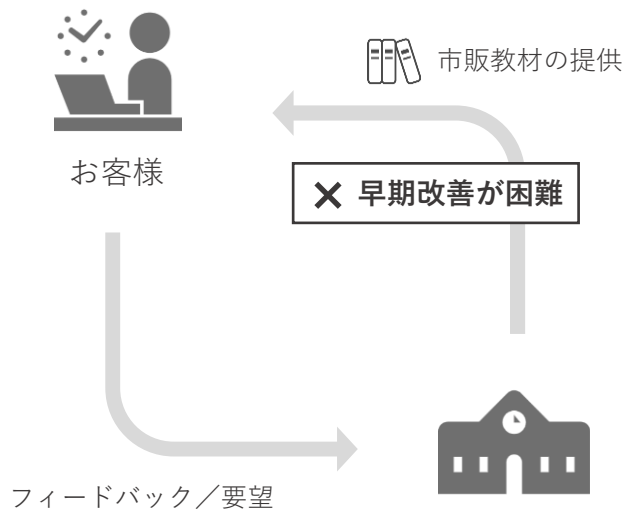 市販教材の提供
お客様
× 早期改善が困難
フィードバック／要望